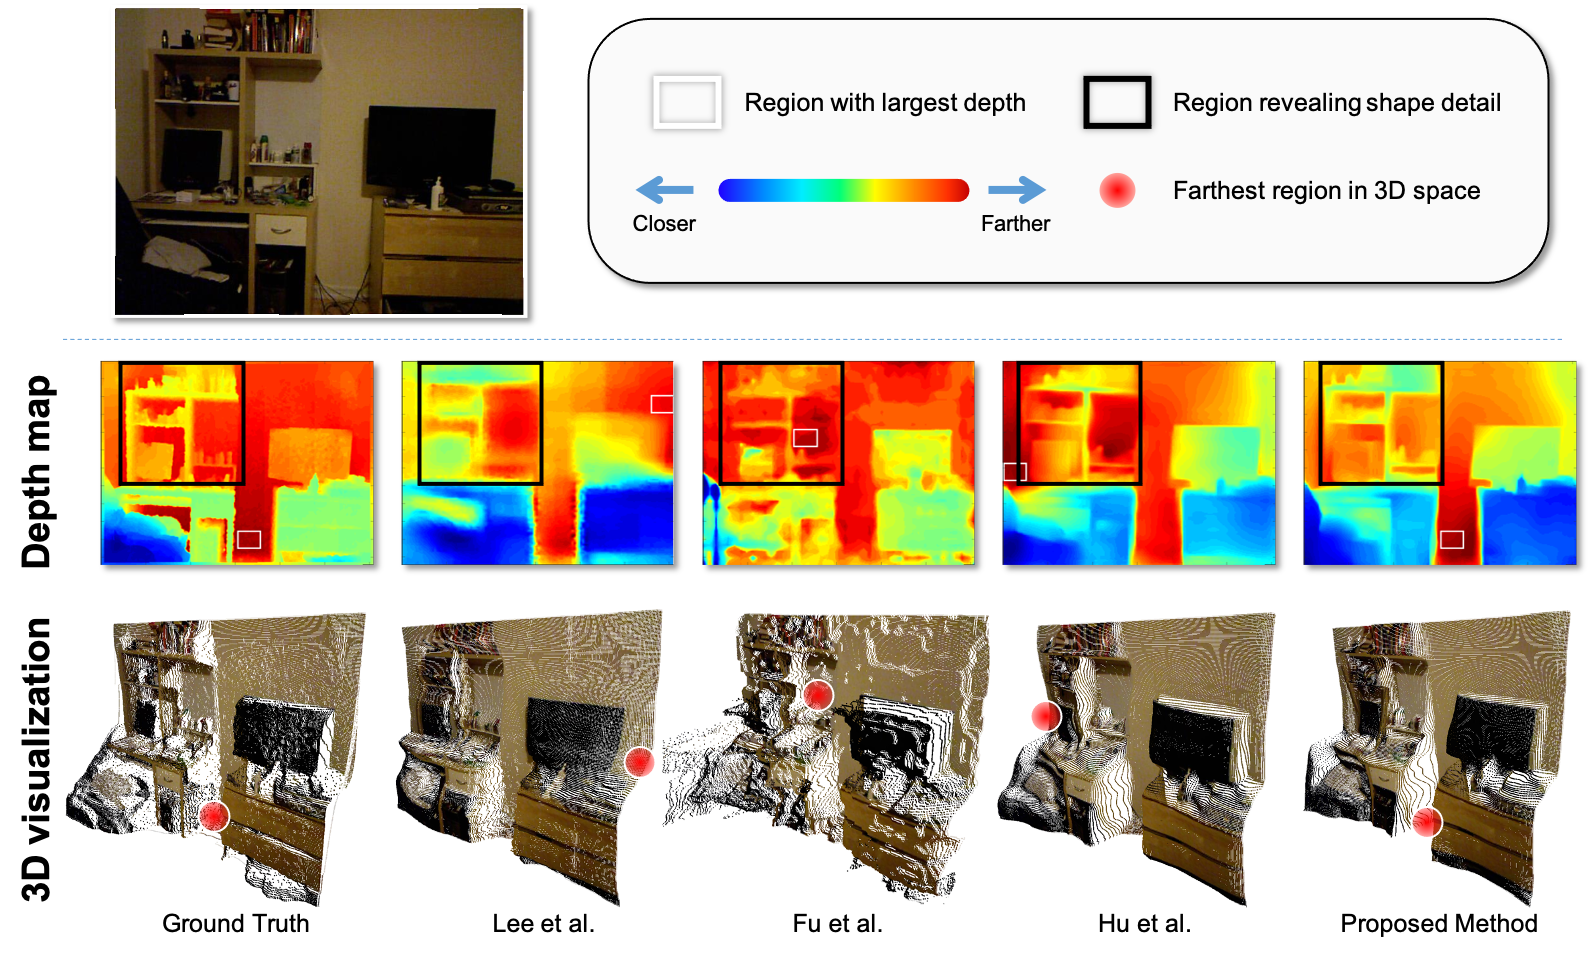 Region with largest depth
Region revealing shape detail
Closer
Farther
Farthest region in 3D space
Depth map
3D visualization
Ground Truth
Lee et al.
Fu et al.
Hu et al.
Proposed Method